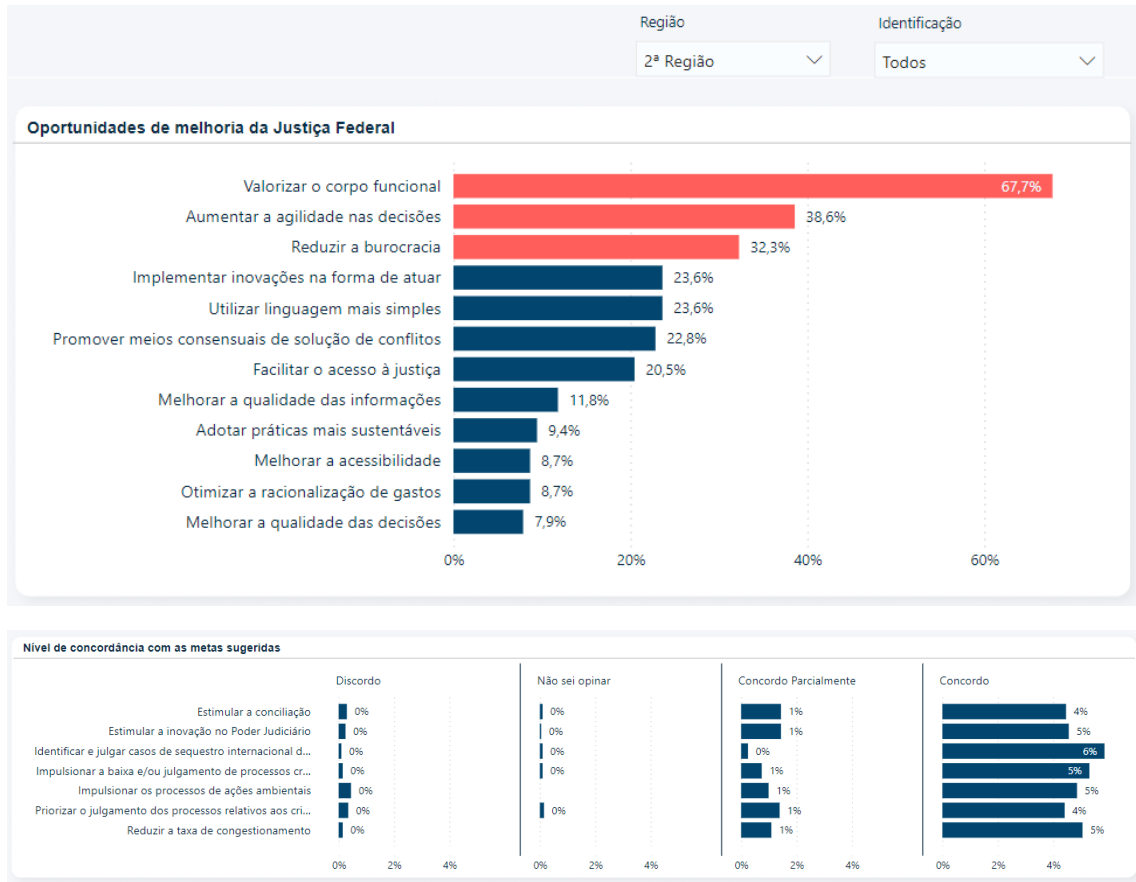 Região
Identificação
2ª Região
Todos
Oportunidades de melhoria da Justiça Federal
Valorizar o corpo funcional 67,7%
Aumentar a agilidade nas decisões 38,6%
Reduzir a burocracia 32,3%
Implementar inovações na forma de atuar 23,6%
Utilizar linguagem mais simples 23,6%
Promover meios consensuais de solução de conflitos 22,8%
Facilitar o acesso à justiça 20,5%
Melhorar a qualidade das informações 11,8%
Adotar práticas mais sustentáveis 9,4%
Melhorar a acessibilidade 8,7%
Otimizar a racionalização de gastos 8,7%
Melhorar a qualidade das decisões 7,9%
0% 20% 40% 60%
Nível de concordância com as metas sugeridas
Discordo Não sei opinar Concordo Parcialmente Concordo
Estimular a conciliação 0% 0% 1% 4%
Estimular a inovação no Poder Judiciário 0% 0% 1% 5%
Identificar e julgar casos de sequestro internacional d... 0% 0% 0% 6%
Impulsionar a baixa e/ou julgamento de processos cr... 0% 0% 1% 5%
Impulsionar os processos de ações ambientais 0% 1% 5%
Priorizar o julgamento dos processos relativos aos cri... 0% 0% 1% 4%
Reduzir a taxa de congestionamento 0% 1% 5%
0% 2% 4% 0% 2% 4% 0% 2% 4% 0% 2% 4%